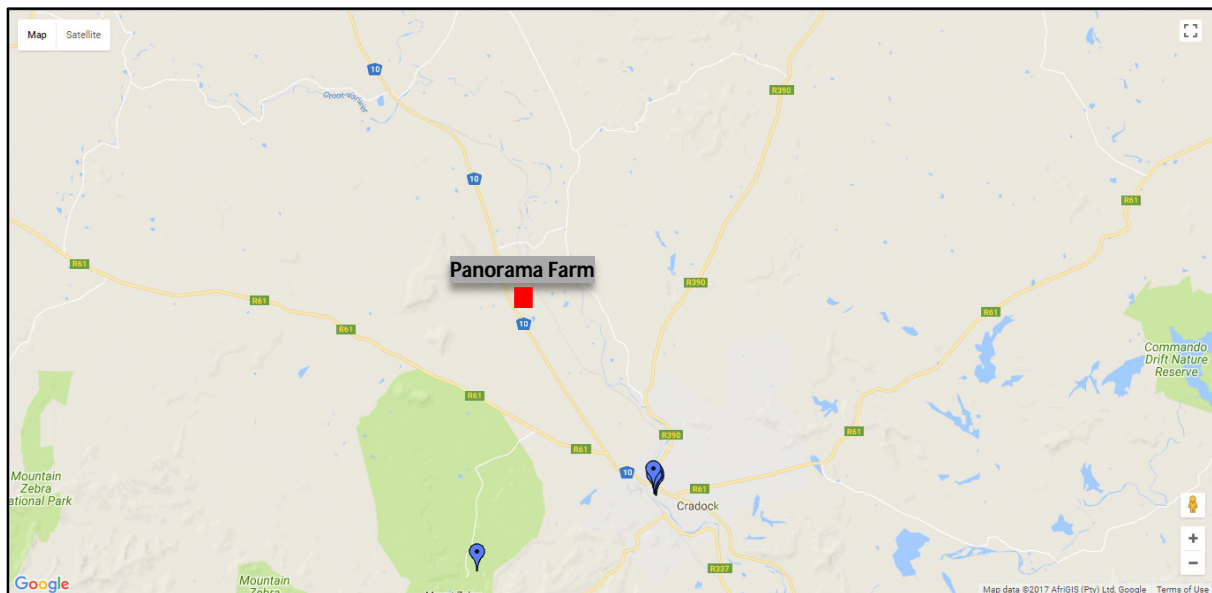 Map Satellite
10
R390
Groot-Vlakwier
10
R61
Panorama Farm
R61
R390
R61
R61
10
R61
Commando
Drift Nature
Reserve
R61
R61
R390
R61
10
R61
Mountain
Zebra
ational Park
Cradock
R337
Mountain
Zebra
Google
Map data ©2017 AfriGIS (Pty) Ltd, Google Terms of Use